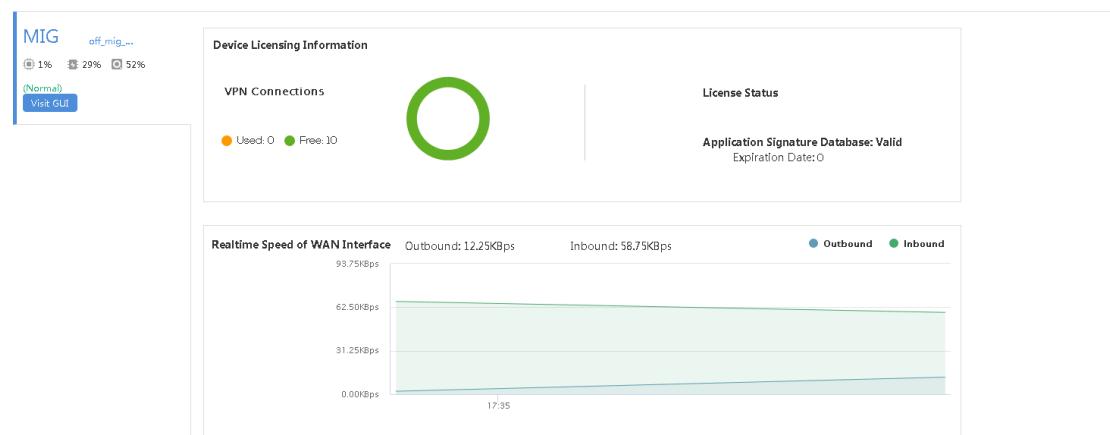 MIG off_mig_...
1% 29% 52%
(Normal)
Visit GUI
Device Licensing Information
VPN Connections
Used: 0 Free: 10
License Status
Application Signature Database: Valid
Expiration Date: 0
Realtime Speed of WAN Interface Outbound: 12.25KBps Inbound: 58.75KBps
Outbound Inbound
93.75KBps
62.50KBps
31.25KBps
0.00KBps
17:35